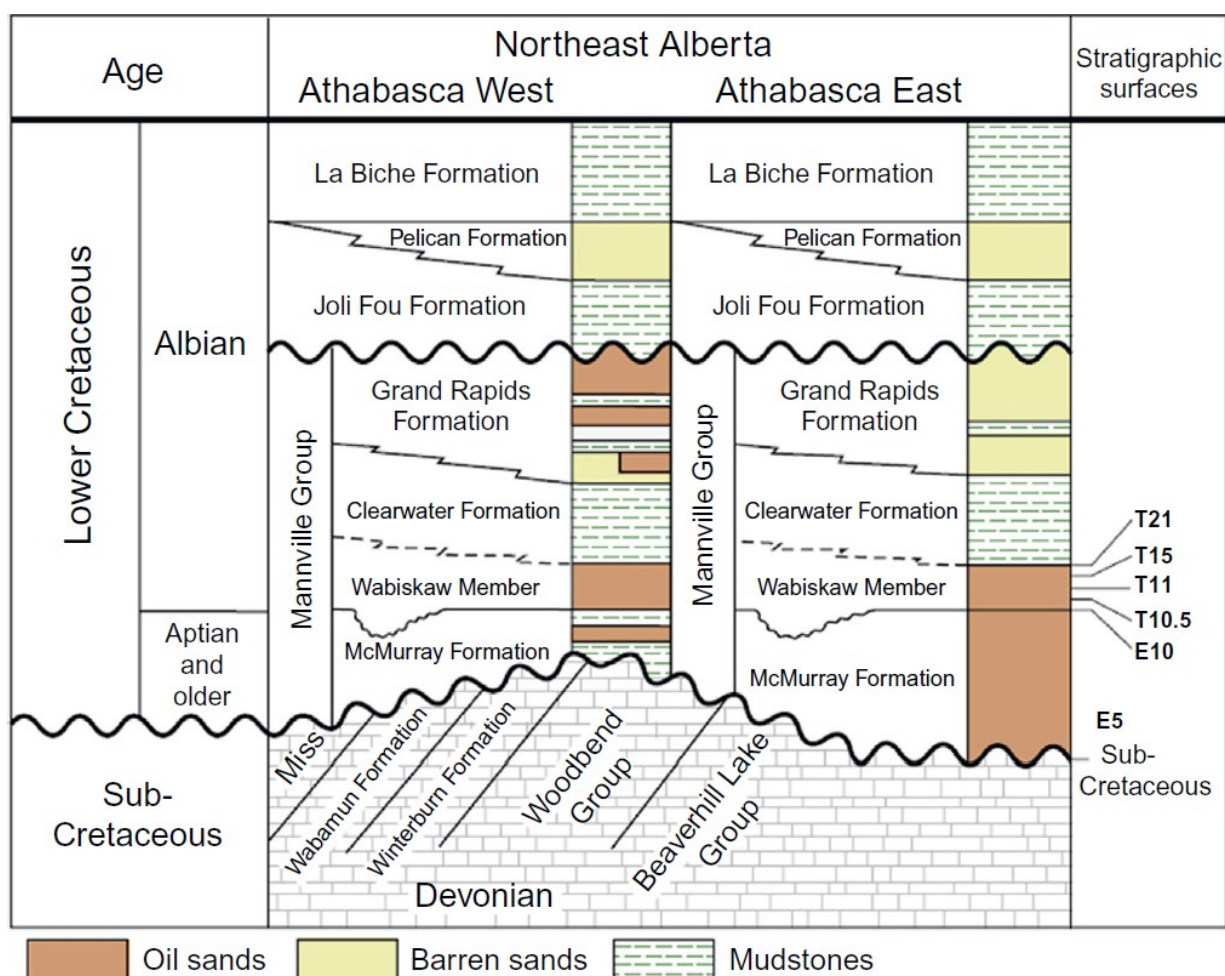 Age
Northeast Alberta
Athabasca West
Athabasca East
Stratigraphic
surfaces
Lower Cretaceous
Albian
Aptian
and
older
Sub-
Cretaceous
La Biche Formation
Pelican Formation
Joli Fou Formation
Mannville Group
Grand Rapids
Formation
Clearwater Formation
Wabiskaw Member
McMurray Formation
La Biche Formation
Pelican Formation
Joli Fou Formation
Mannville Group
Grand Rapids
Formation
Clearwater Formation
Wabiskaw Member
McMurray Formation
T21
T15
T11
T10.5
E10
E5
Sub-
Cretaceous
Miss
Wabamun Formation
Winterburn Formation
Woodbend
Group
Beaverhill Lake
Group
Devonian
Oil sands
Barren sands
Mudstones